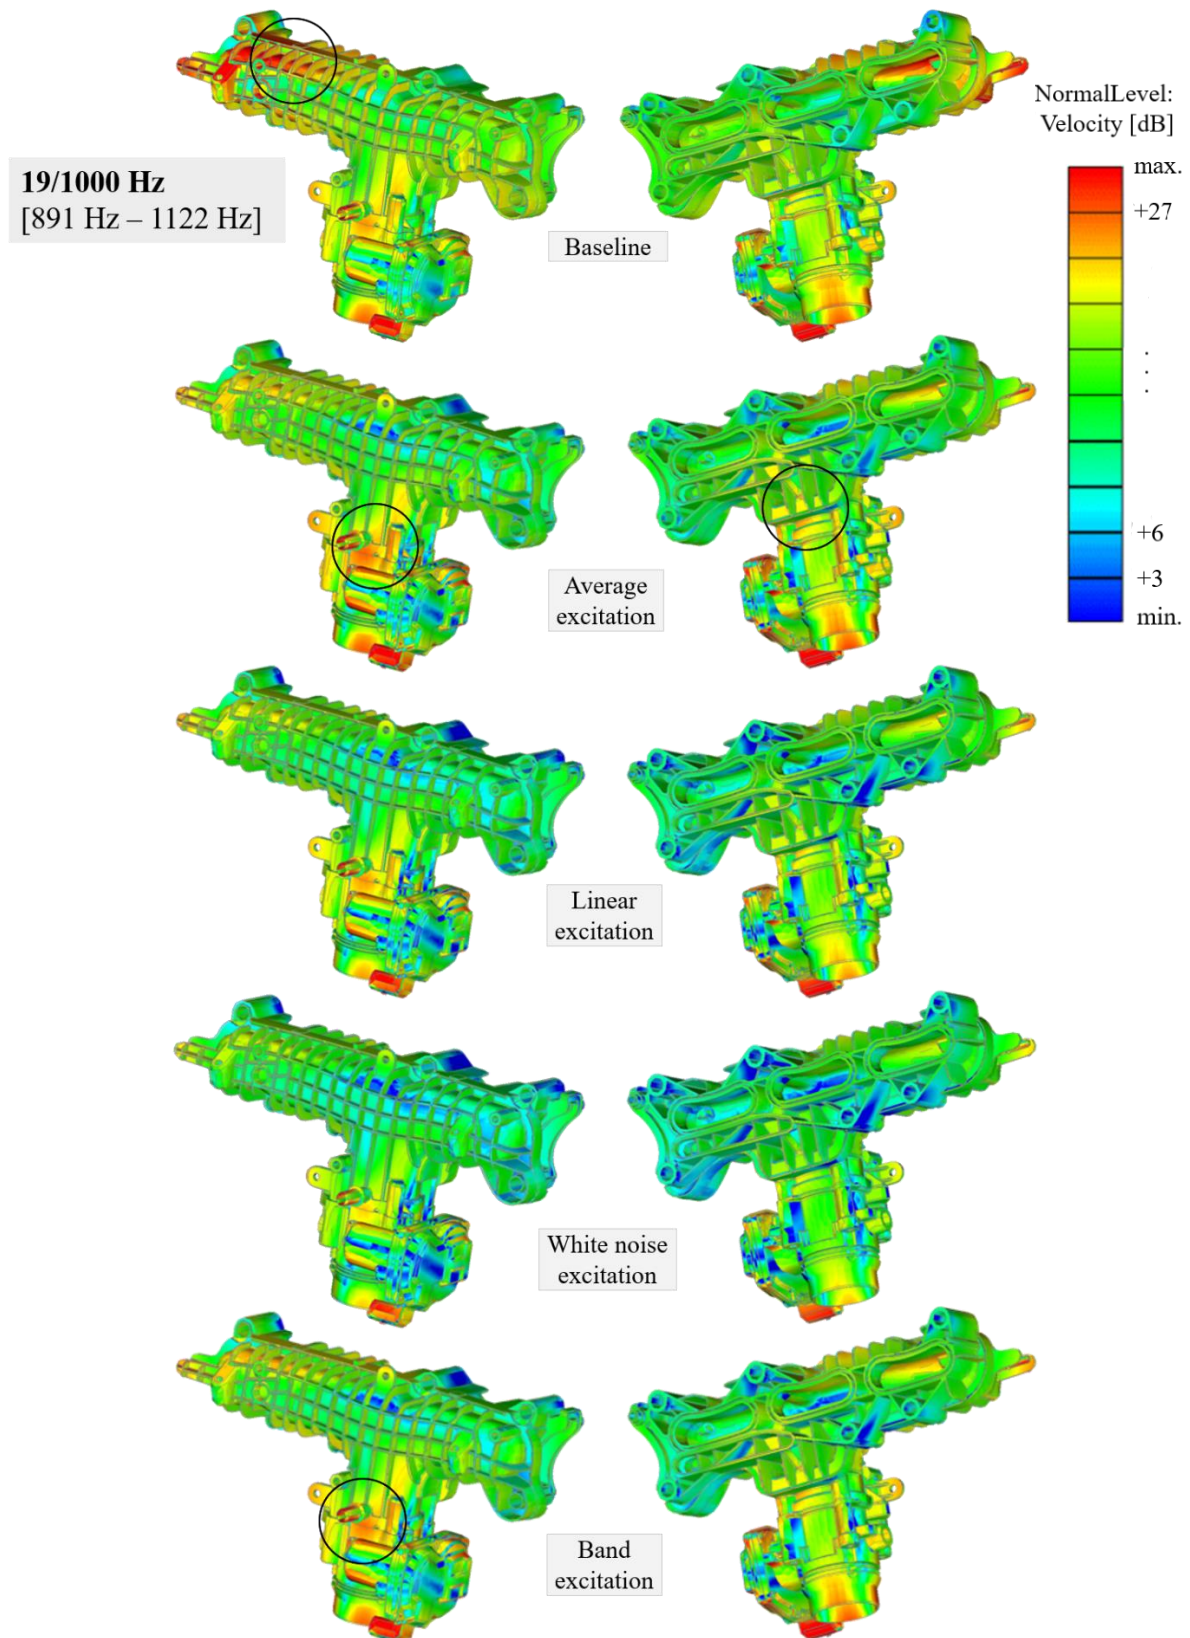 NormalLevel:
Velocity [dB]
max.
+27
⋮
+6
+3
min.
19/1000 Hz
[891 Hz – 1122 Hz]
Baseline
Average
excitation
Linear
excitation
White noise
excitation
Band
excitation